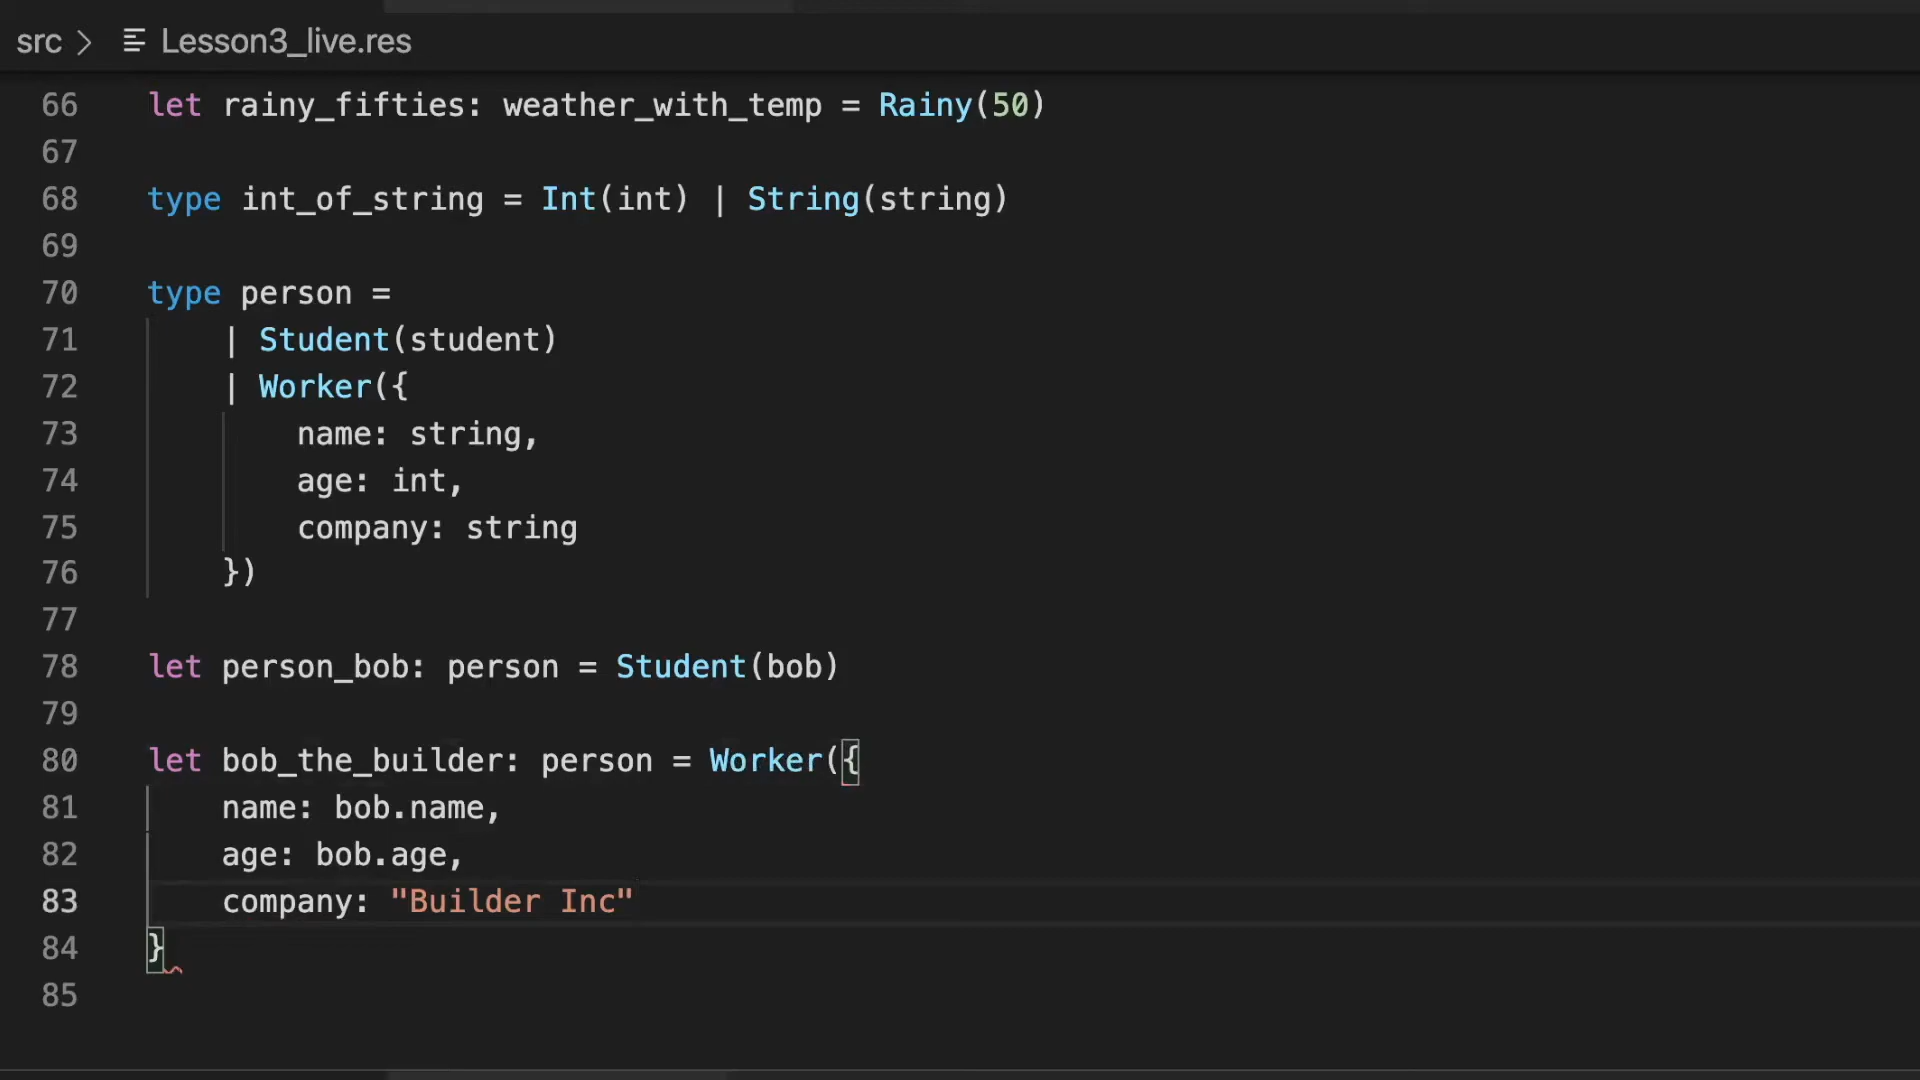 src > Lesson3_live.res
66 let rainy_fifties: weather_with_temp = Rainy(50)
67
68 type int_of_string = Int(int) | String(string)
69
70 type person =
71 | Student(student)
72 | Worker({
73 name: string,
74 age: int,
75 company: string
76 })
77
78 let person_bob: person = Student(bob)
79
80 let bob_the_builder: person = Worker({
81 name: bob.name,
82 age: bob.age,
83 company: "Builder Inc"
84 }
85